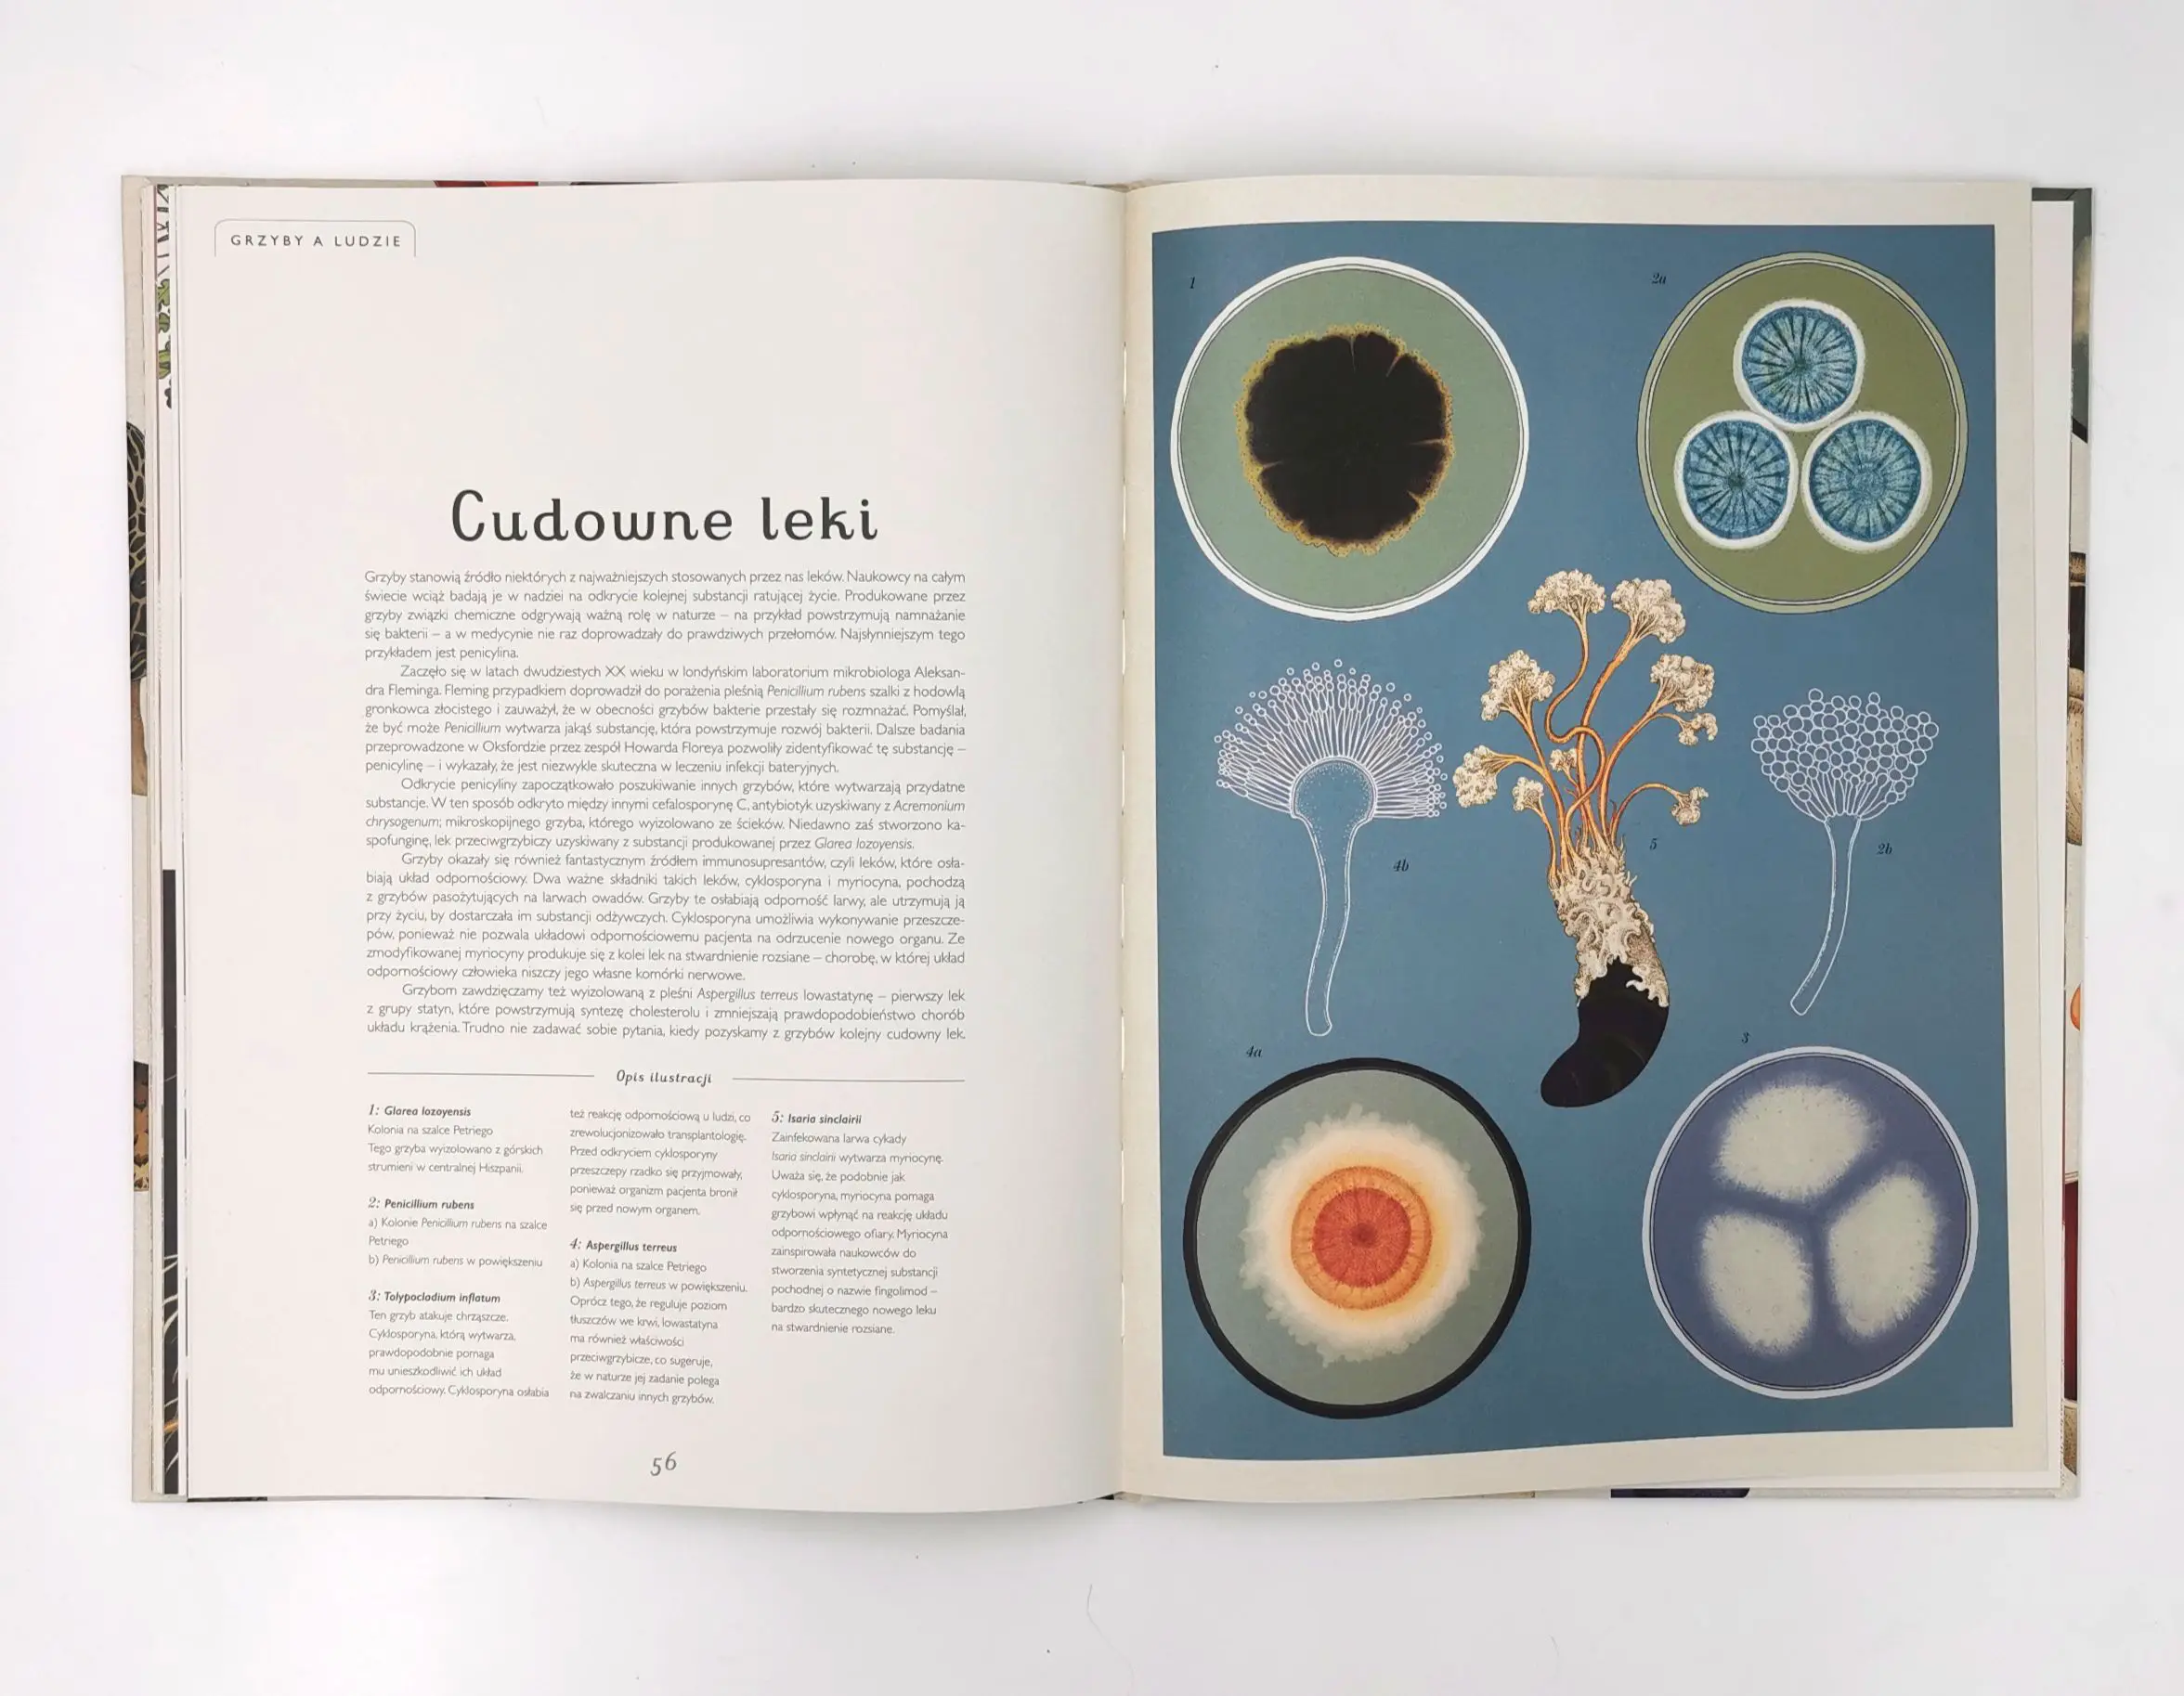 GRZYBY A LUDZIE
Cudowne leki
Grzyby stanowią źródło niektórych z najważniejszych stosowanych przez nas leków. Naukowcy na całym
świecie wciąż badają je w nadziei na odkrycie kolejnej substancji ratującej życie. Produkowane przez
grzyby związki chemiczne odgrywają ważną rolę w naturze – na przykład powstrzymują namnażanie
się bakterii – a w medycynie nie raz doprowadzały do prawdziwych przełomów. Najsłynniejszym tego
przykładem jest penicylina.
Zaczęło się w latach dwudziestych XX wieku w londyńskim laboratorium mikrobiologa Aleksan-
dra Fleminga. Fleming przypadkiem doprowadził do porażenia pleśnią Penicillium rubens szalki z hodowlą
gronkowca złocistego i zauważył, że w obecności grzybów bakterie przestały się rozmnażać. Pomyślał,
że być może Penicillium wytwarza jakąś substancję, która powstrzymuje rozwój bakterii. Dalsze badania
przeprowadzone w Oksfordzie przez zespół Howarda Floreya pozwoliły zidentyfikować tę substancję –
penicylinę – i wykazały, że jest niezwykle skuteczna w leczeniu infekcji bateryjnych.
Odkrycie penicyliny zapoczątkowało poszukiwanie innych grzybów, które wytwarzają przydatne
substancje. W ten sposób odkryto między innymi cefalosporynę C, antybiotyk uzyskiwany z Acremonium
chrysogenum; mikroskopijnego grzyba, którego wyizolowano ze ścieków. Niedawno zaś stworzono ka-
spofunginę, lek przeciwgrzybiczy uzyskiwany z substancji produkowanej przez Glarea lozoyensis.
Grzyby okazały się również fantastycznym źródłem immunosupresantów, czyli leków, które osła-
biają układ odpornościowy. Dwa ważne składniki takich leków, cyklosporyna i myriocyna, pochodzą
z grzybów pasożytujących na larwach owadów. Grzyby te osłabiają odporność larwy, ale utrzymują ją
przy życiu, by dostarczała im substancji odżywczych. Cyklosporyna umożliwia wykonywanie przeszcze-
pów, ponieważ nie pozwala układowi odpornościowemu pacjenta na odrzucenie nowego organu. Ze
zmodyfikowanej myriocyny produkuje się z kolei lek na stwardnienie rozsiane – chorobę, w której układ
odpornościowy człowieka niszczy jego własne komórki nerwowe.
Grzybom zawdzięczamy też wyizolowaną z pleśni Aspergillus terreus lowastatynę – pierwszy lek
z grupy statyn, które powstrzymują syntezę cholesterolu i zmniejszają prawdopodobieństwo chorób
układu krążenia. Trudno nie zadawać sobie pytania, kiedy pozyskamy z grzybów kolejny cudowny lek.
Opis ilustracji
1: Glarea lozoyensis
Kolonia na szalce Petriego
Tego grzyba wyizolowano z górskich
strumieni w centralnej Hiszpanii.
2: Penicillium rubens
a) Kolonie Penicillium rubens na szalce
Petriego
b) Penicillium rubens w powiększeniu
3: Tolypocladium inflatum
Ten grzyb atakuje chrząszcze.
Cyklosporyna, którą wytwarza,
prawdopodobnie pomaga
mu unieszkodliwić ich układ
odpornościowy. Cyklosporyna osłabia
też reakcję odpornościową u ludzi, co
zrewolucjonizowało transplantologię.
Przed odkryciem cyklosporyny
przeszczepy rzadko się przyjmowały,
ponieważ organizm pacjenta bronił
się przed nowym organem.
4: Aspergillus terreus
a) Kolonia na szalce Petriego
b) Aspergillus terreus w powiększeniu.
Oprócz tego, że reguluje poziom
tłuszczów we krwi, lowastatyna
ma również właściwości
przeciwgrzybicze, co sugeruje,
że w naturze jej zadanie polega
na zwalczaniu innych grzybów.
5: Isaria sinclairii
Zainfekowana larwa cykady
Isaria sinclairii wytwarza myriocynę.
Uważa się, że podobnie jak
cyklosporyna, myriocyna pomaga
grzybowi wpłynąć na reakcję układu
odpornościowego ofiary. Myriocyna
zainspirowała naukowców do
stworzenia syntetycznej substancji
pochodnej o nazwie fingolimod –
bardzo skutecznego nowego leku
na stwardnienie rozsiane.
56
1
2a
4b
5
2b
4a
3